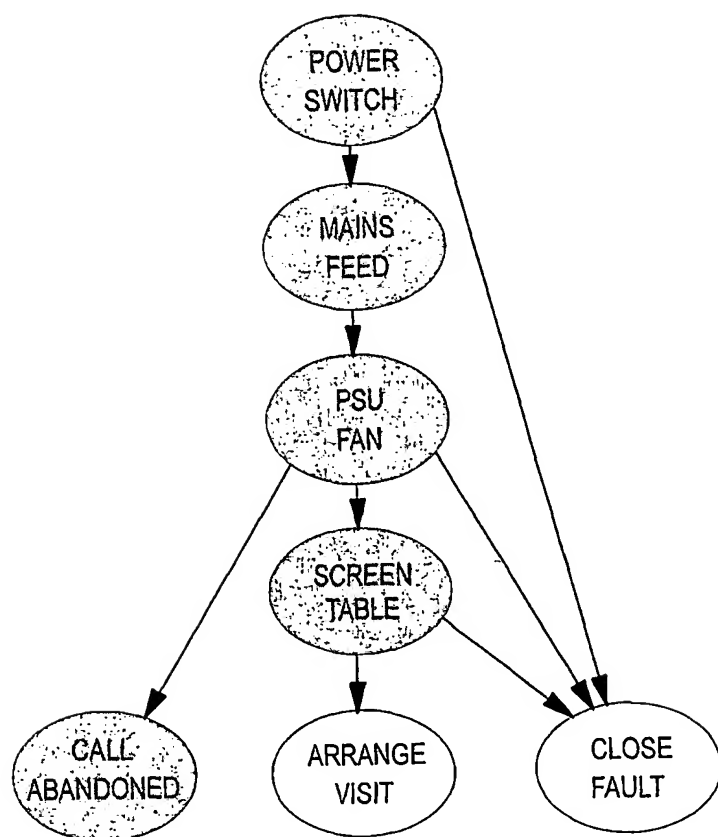 POWER
SWITCH
MAINS
FEED
PSU
FAN
SCREEN
TABLE
CALL
ABANDONED
ARRANGE
VISIT
CLOSE
FAULT